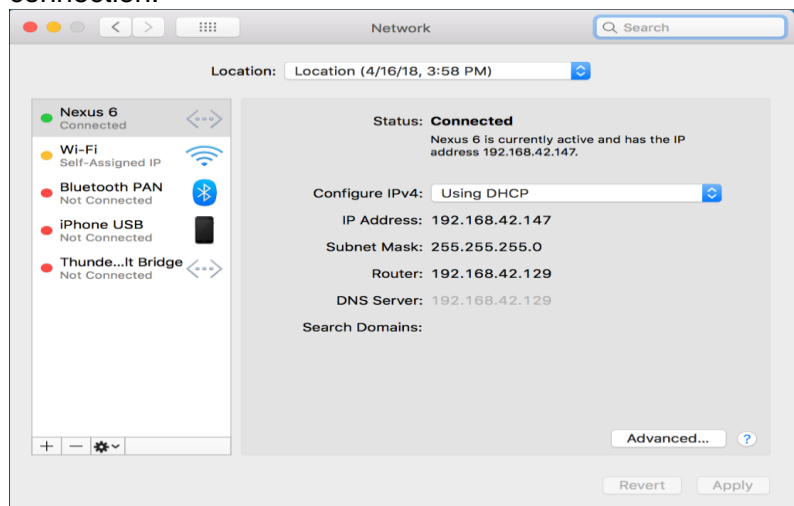 connection.
Network
Search
Location: Location (4/16/18, 3:58 PM)
Nexus 6
Connected
Wi-Fi
Self-Assigned IP
Bluetooth PAN
Not Connected
iPhone USB
Not Connected
Thunde...lt Bridge
Not Connected
Status: Connected
Nexus 6 is currently active and has the IP
address 192.168.42.147.
Configure IPv4: Using DHCP
IP Address: 192.168.42.147
Subnet Mask: 255.255.255.0
Router: 192.168.42.129
DNS Server: 192.168.42.129
Search Domains:
Advanced... ?
Revert Apply